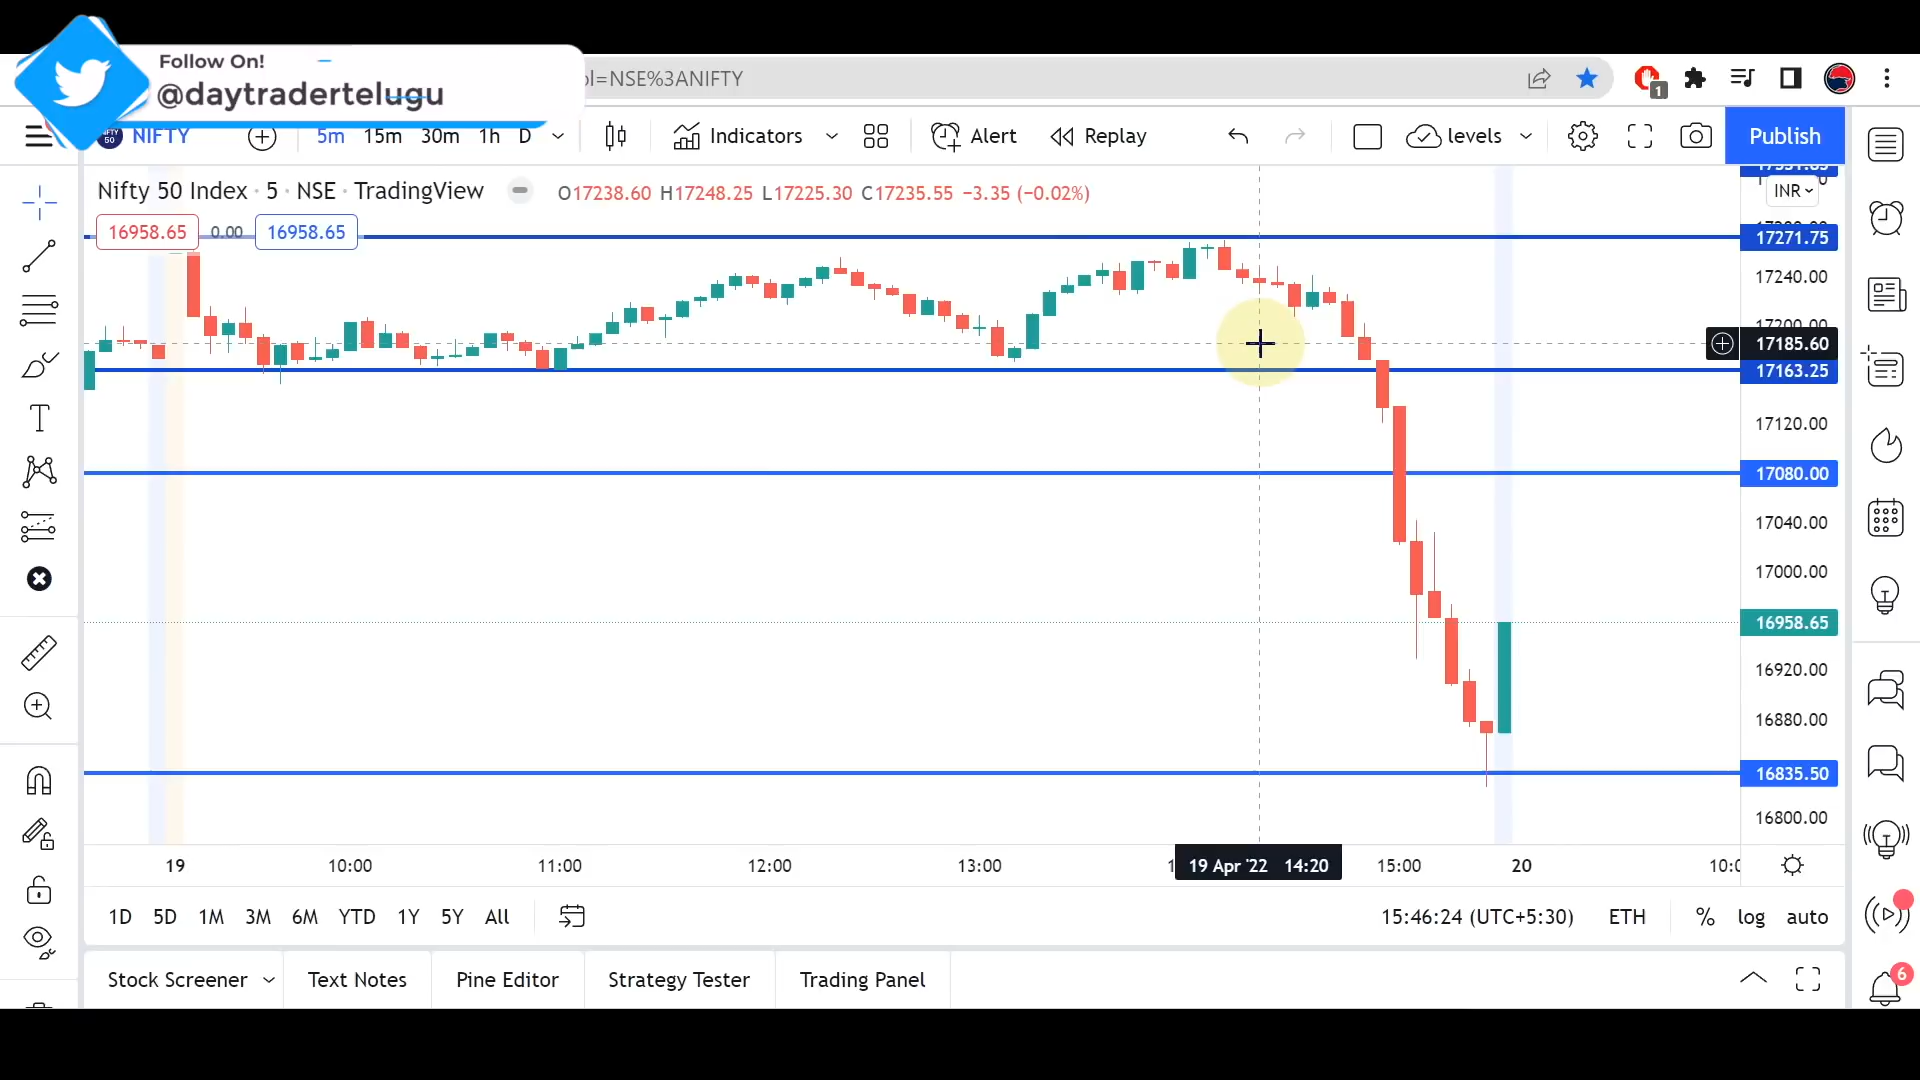 Follow On!
@daytradertelugu
ol=NSE%3ANIFTY
1
NIFTY 5m 15m 30m 1h D Indicators Alert Replay levels Publish
Nifty 50 Index · 5 · NSE · TradingView O17238.60 H17248.25 L17225.30 C17235.55 −3.35 (−0.02%)
INR
16958.65 0.00 16958.65
17271.75
17240.00
17200.00
17185.60
17163.25
17120.00
17080.00
17040.00
17000.00
16958.65
16920.00
16880.00
16835.50
16800.00
19 10:00 11:00 12:00 13:00 19 Apr '22 14:20 15:00 20
1D 5D 1M 3M 6M YTD 1Y 5Y All 15:46:24 (UTC+5:30) ETH % log auto
Stock Screener Text Notes Pine Editor Strategy Tester Trading Panel
6